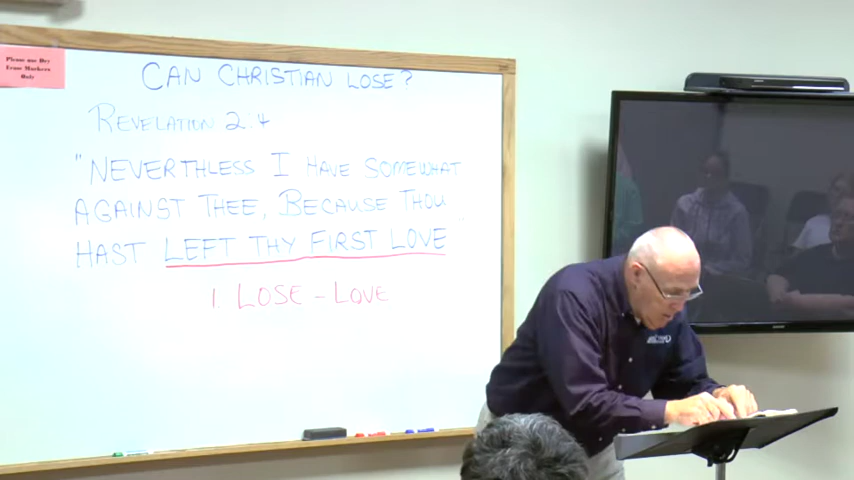 Please use Dry
Erase Markers
Only
CAN CHRISTIAN LOSE?
REVELATION 2.4
"NEVERTHLESS I HAVE SOMEWHAT
AGAINST THEE, BECAUSE THOU
HAST LEFT THY FIRST LOVE
1. LOSE - LOVE